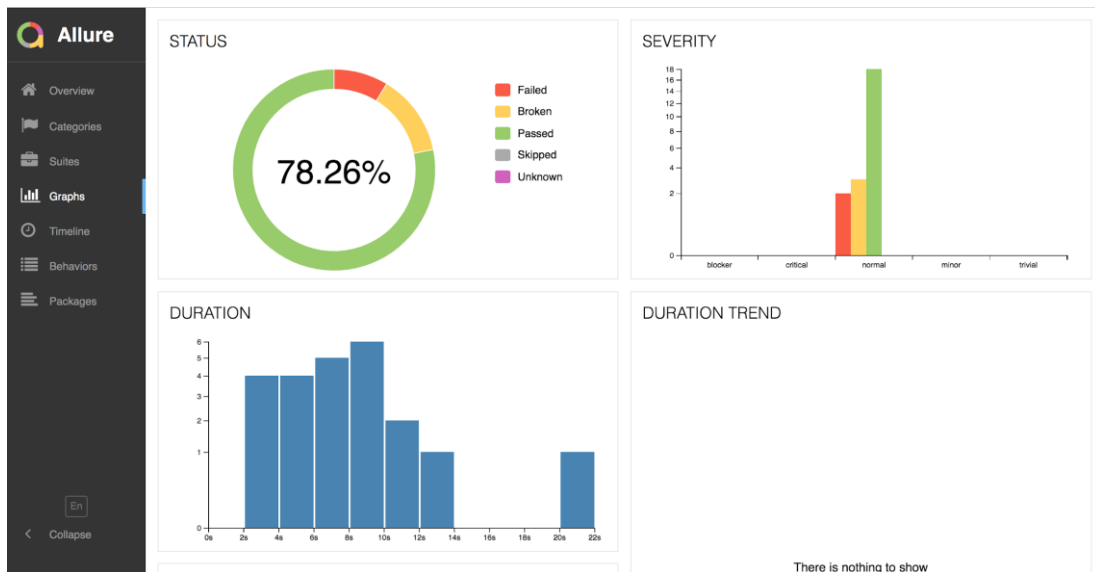 Allure
Overview
Categories
Suites
Graphs
Timeline
Behaviors
Packages
En
Collapse
STATUS
78.26%
Failed
Broken
Passed
Skipped
Unknown
SEVERITY
18
16
14
12
10
8
6
4
2
0
blocker critical normal minor trivial
DURATION
6
5
4
3
2
1
0
0s 2s 4s 6s 8s 10s 12s 14s 16s 18s 20s 22s
DURATION TREND
There is nothing to show